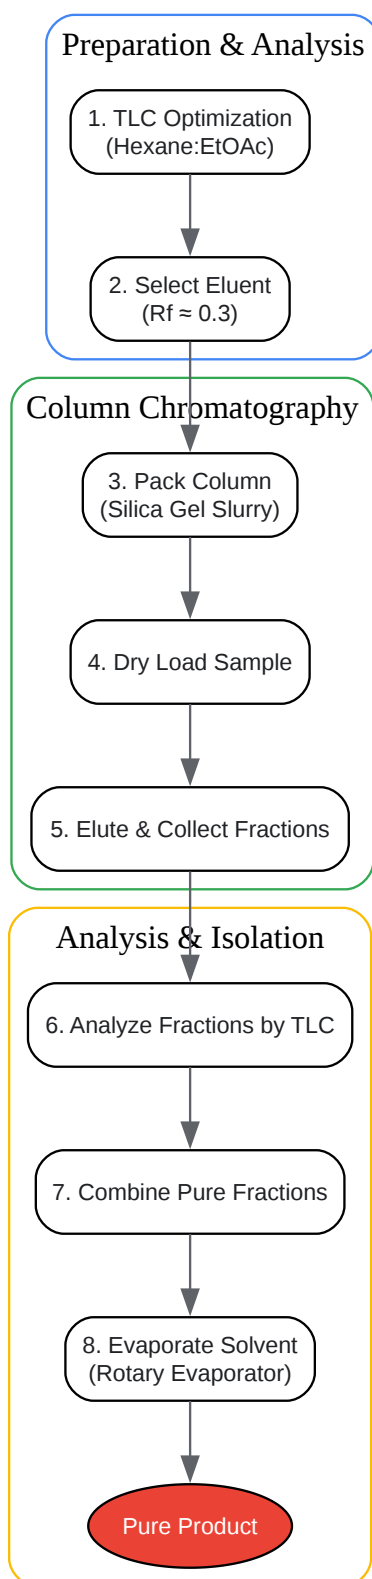 Preparation & Analysis
1. TLC Optimization
(Hexane:EtOAc)
2. Select Eluent
(Rf ≈ 0.3)
Column Chromatography
3. Pack Column
(Silica Gel Slurry)
4. Dry Load Sample
5. Elute & Collect Fractions
Analysis & Isolation
6. Analyze Fractions by TLC
7. Combine Pure Fractions
8. Evaporate Solvent
(Rotary Evaporator)
Pure Product